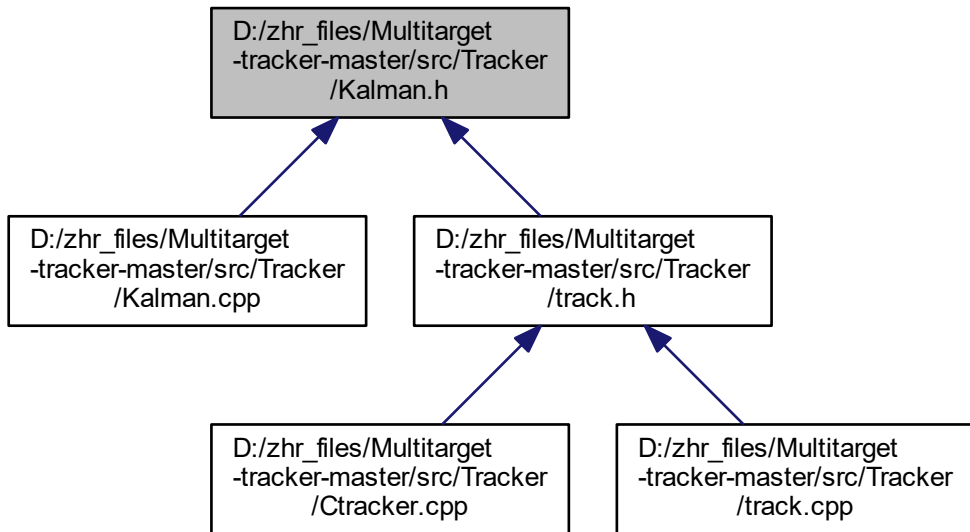 D:/zhr_files/Multitarget
-tracker-master/src/Tracker
/Kalman.h
D:/zhr_files/Multitarget
-tracker-master/src/Tracker
/Kalman.cpp
D:/zhr_files/Multitarget
-tracker-master/src/Tracker
/track.h
D:/zhr_files/Multitarget
-tracker-master/src/Tracker
/Ctracker.cpp
D:/zhr_files/Multitarget
-tracker-master/src/Tracker
/track.cpp